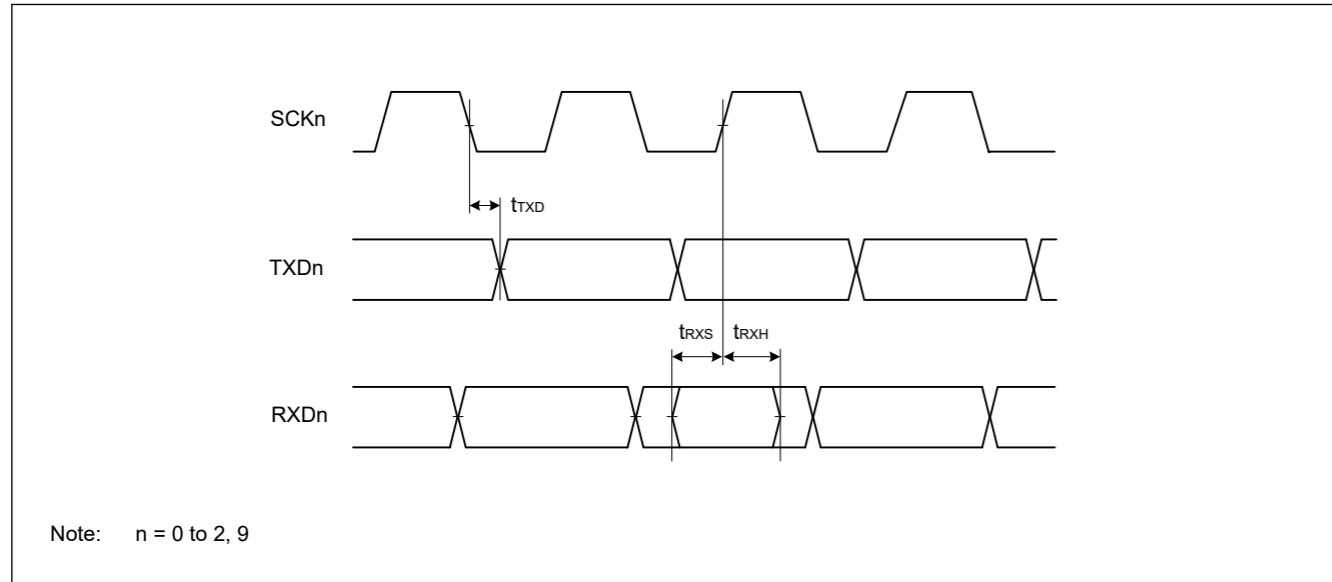 SCKn
tTXD
TXDn
tRXS tRXH
RXDn
Note: n = 0 to 2, 9